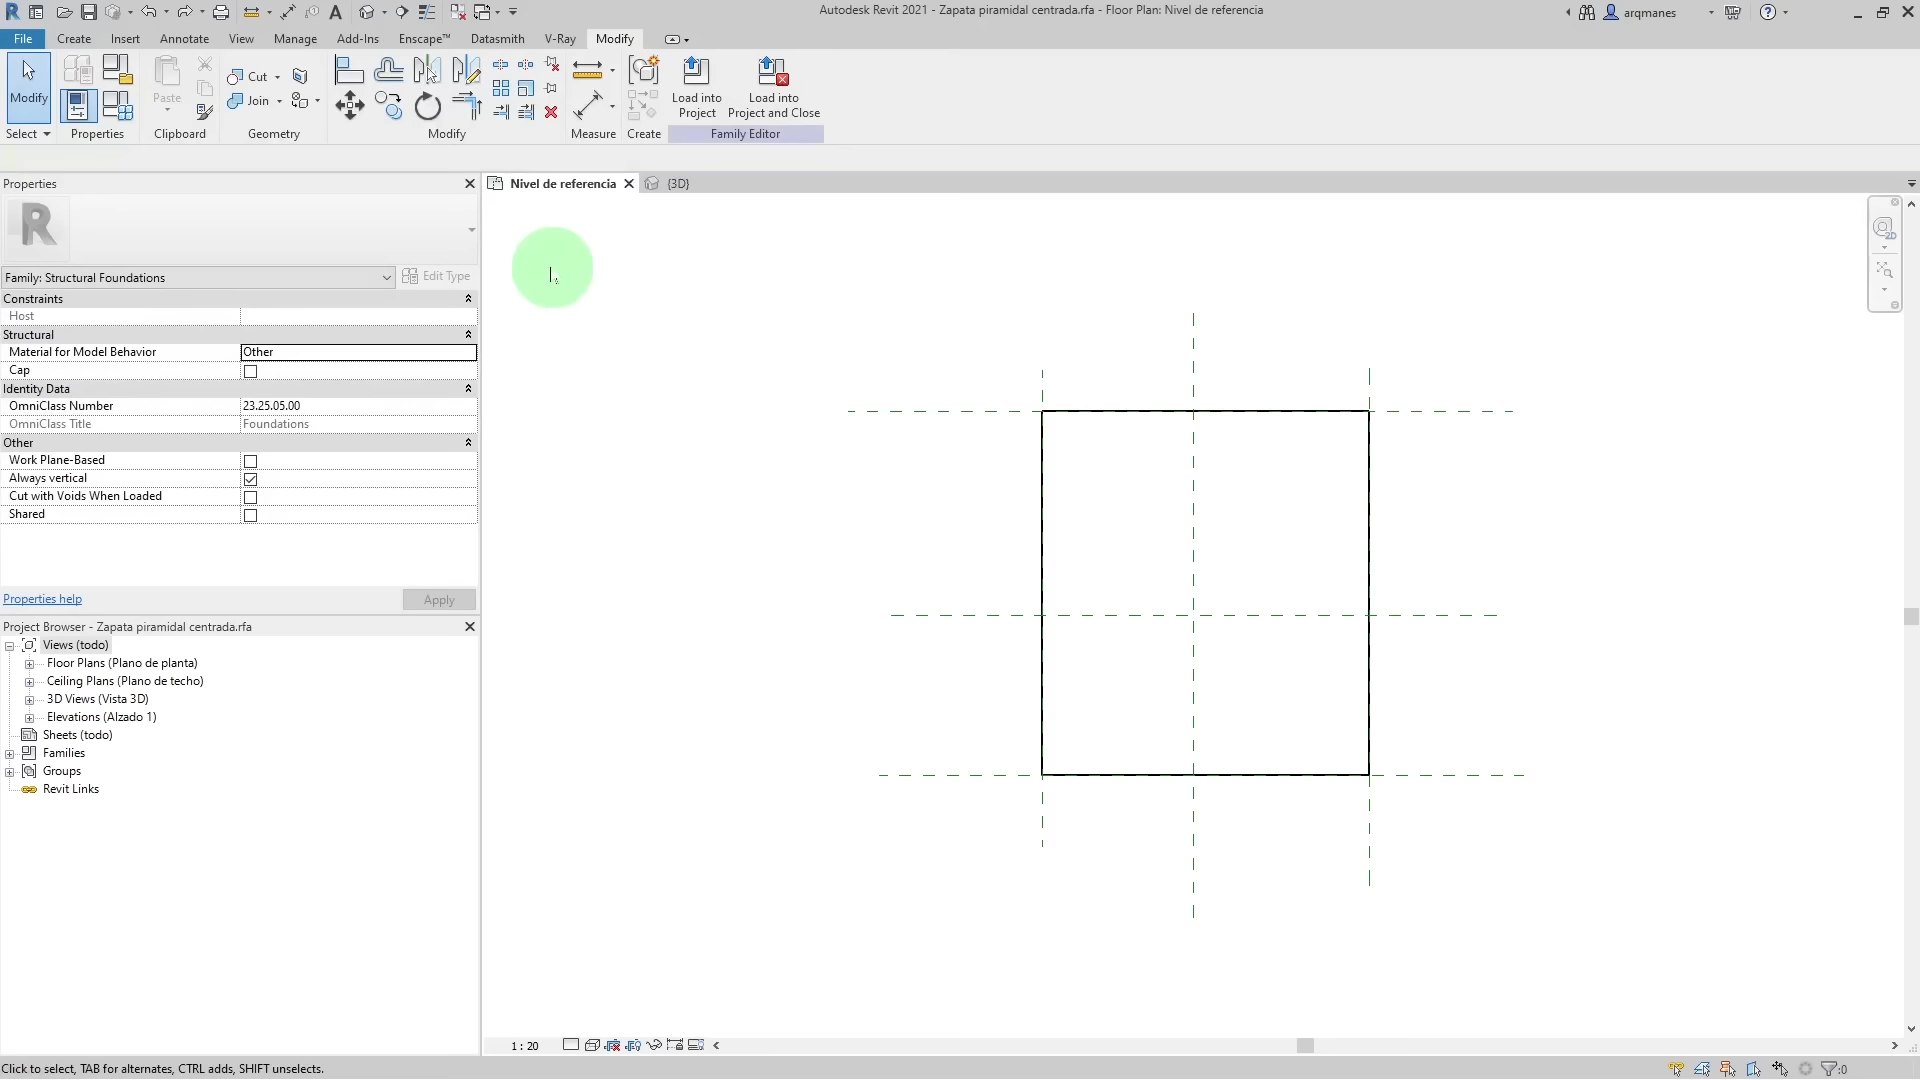 Autodesk Revit 2021 - Zapata piramidal centrada.rfa - Floor Plan: Nivel de referencia
arqmanes
File Create Insert Annotate View Manage Add-Ins Enscape™ Datasmith V-Ray Modify
Modify
Paste
Cut
Join
Load into Project
Load into Project and Close
Select Properties Clipboard Geometry Modify Measure Create Family Editor
Properties
Nivel de referencia
{3D}
R
2D
Family: Structural Foundations
Edit Type
Constraints
Host
Structural
Material for Model Behavior Other
Cap
Identity Data
OmniClass Number 23.25.05.00
OmniClass Title Foundations
Other
Work Plane-Based
Always vertical
Cut with Voids When Loaded
Shared
Properties help
Apply
Project Browser - Zapata piramidal centrada.rfa
Views (todo)
Floor Plans (Plano de planta)
Ceiling Plans (Plano de techo)
3D Views (Vista 3D)
Elevations (Alzado 1)
Sheets (todo)
Families
Groups
Revit Links
1 : 20
Click to select, TAB for alternates, CTRL adds, SHIFT unselects.
:0